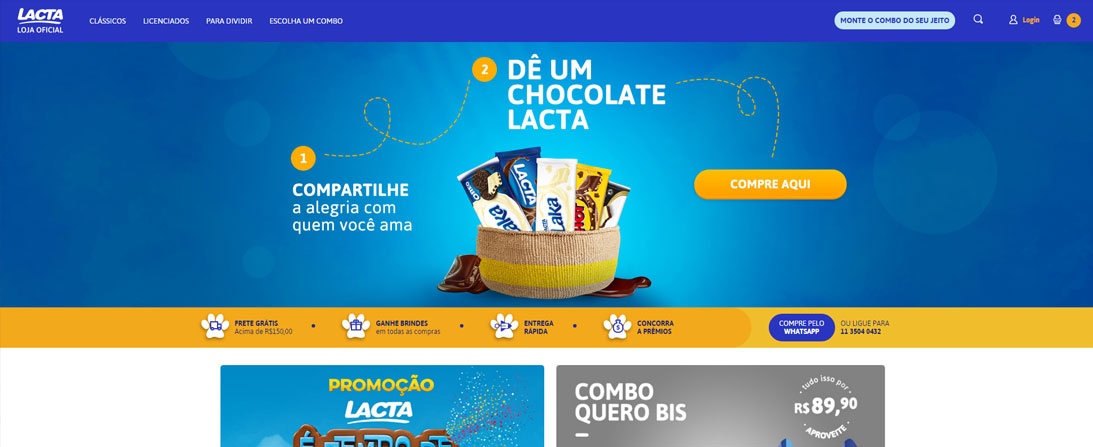 LACTA
LOJA OFICIAL
CLÁSSICOS
LICENCIADOS
PARA DIVIDIR
ESCOLHA UM COMBO
MONTE O COMBO DO SEU JEITO
Login
2
2
DÊ UM
CHOCOLATE
LACTA
1
COMPARTILHE
a alegria com
quem você ama
COMPRE AQUI
LACTA
Laka
Laka
FRETE GRÁTIS
Acima de R$150,00
GANHE BRINDES
em todas as compras
ENTREGA
RÁPIDA
CONCORRA
A PRÊMIOS
COMPRE PELO
WHATSAPP
OU LIGUE PARA
11 3504 0432
PROMOÇÃO
LACTA
COMBO
QUERO BIS
tudo isso por
R$ 89,90
APROVEITE